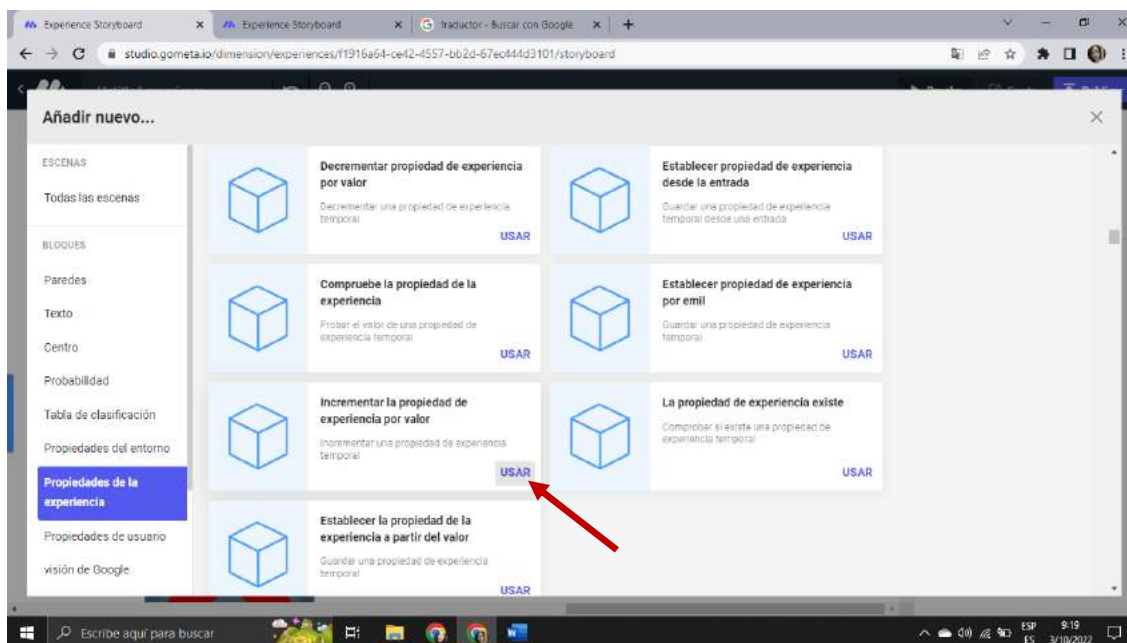 Experience Storyboard
Experience Storyboard
traductor - Buscar con Google
studio.gometa.io/dimension/experiences/f1916a64-ce42-4557-bb2d-67ec444d3101/storyboard
Añadir nuevo...
ESCENAS
Todas las escenas
BLOQUES
Paredes
Texto
Centro
Probabilidad
Tabla de clasificación
Propiedades del entorno
Propiedades de la
experiencia
Propiedades de usuario
visión de Google
Decrementar propiedad de experiencia
por valor
Decrementar una propiedad de experiencia
temporal
USAR
Establecer propiedad de experiencia
desde la entrada
Guardar una propiedad de experiencia
temporal desde una entrada
USAR
Compruebe la propiedad de la
experiencia
Probar el valor de una propiedad de
experiencia temporal
USAR
Establecer propiedad de experiencia
por emil
Guardar una propiedad de experiencia
temporal
USAR
Incrementar la propiedad de
experiencia por valor
Incrementar una propiedad de experiencia
temporal
USAR
La propiedad de experiencia existe
Comprobar si existe una propiedad de
experiencia temporal
USAR
Establecer la propiedad de la
experiencia a partir del valor
Guardar una propiedad de experiencia
temporal
USAR
Escribe aquí para buscar
ESP
ES
9:19
3/10/2022